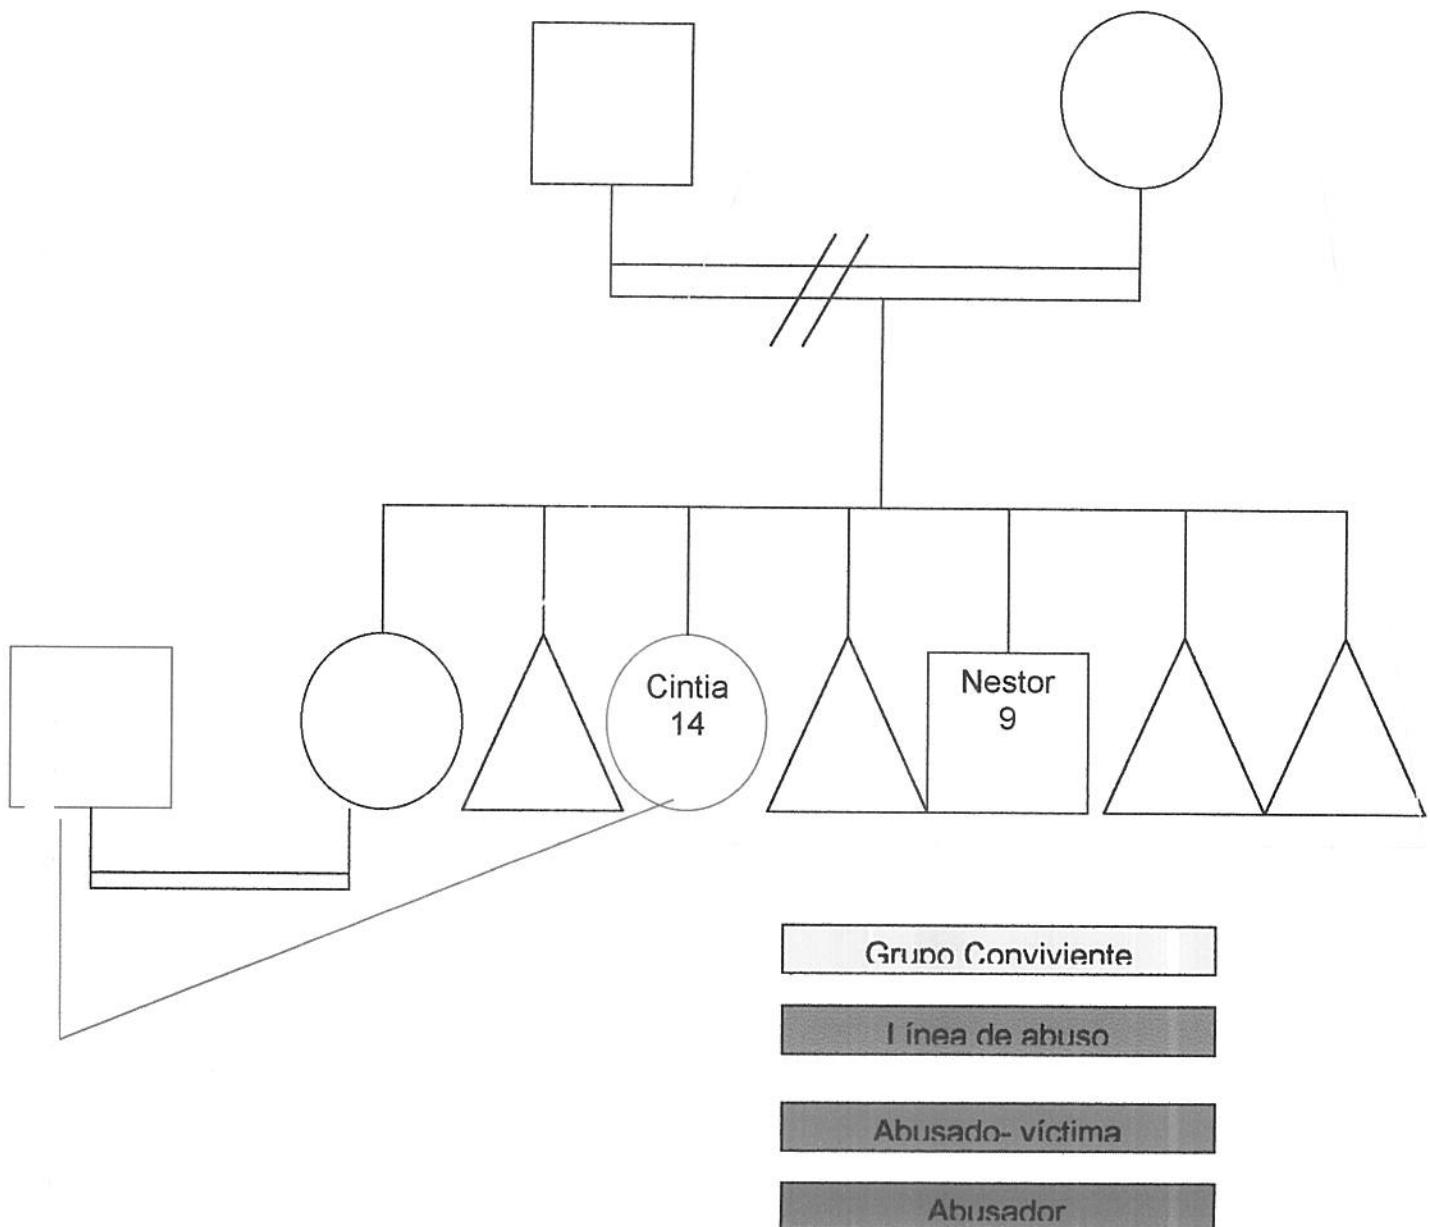 Cintia
14
Nestor
9
Grupo Conviviente
Línea de abuso
Abusado- víctima
Abusador